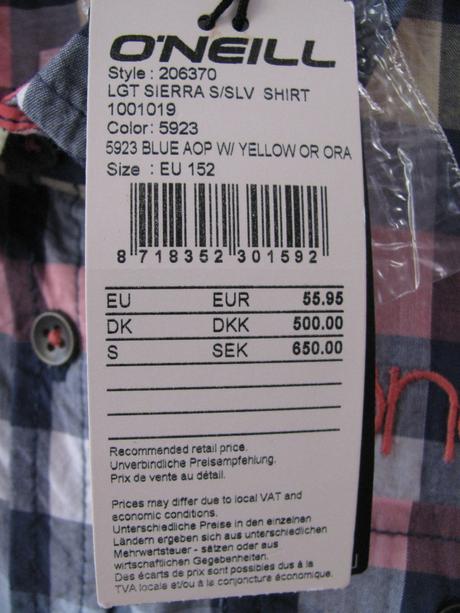 O'NEILL
Style : 206370
LGT SIERRA S/SLV SHIRT
1001019
Color: 5923
5923 BLUE AOP W/ YELLOW OR ORA
Size : EU 152
8 718352 301592
EU EUR 55.95
DK DKK 500.00
S SEK 650.00
Recommended retail price.
Unverbindliche Preisempfehlung.
Prix de vente au détail.
Prices may differ due to local VAT and
economic conditions.
Unterschiedliche Preise in den einzelnen
Ländern ergeben sich aus unterschiedlichen
Mehrwertsteuer - sätzen oder aus
wirtschaftlichen Gegebenheiten.
Des écarts de prix sont possibles dus à la
TVA locale et/ou à la conjoncture économique.